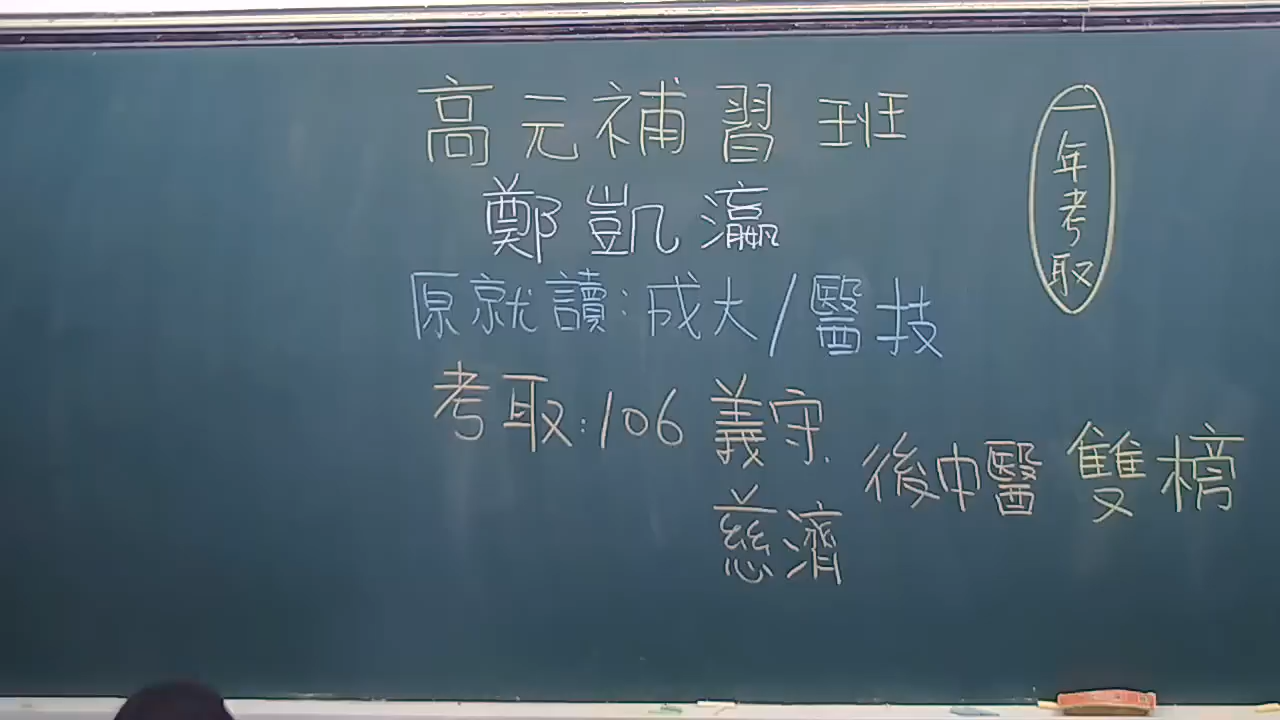 高元補習班
鄭凱瀛
原就讀:成大/醫技
考取:106 義守
慈濟
後中醫雙榜
一年考取